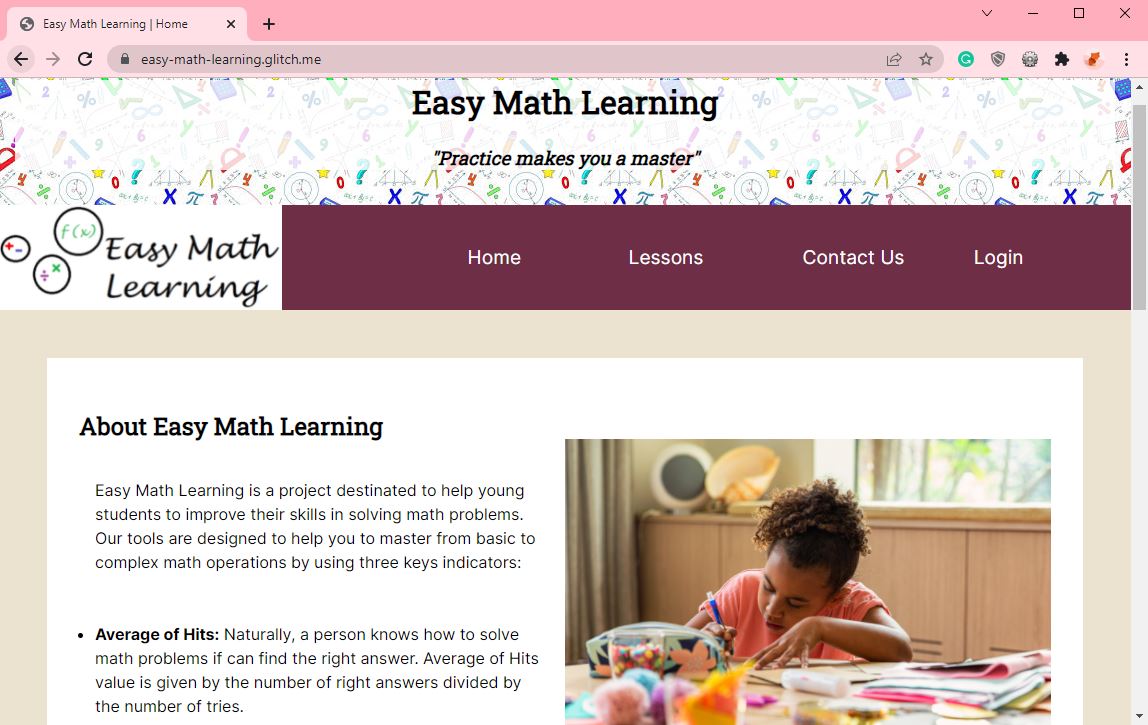 Easy Math Learning | Home
easy-math-learning.glitch.me
Easy Math Learning
"Practice makes you a master"
f(x)
Easy Math
Learning
Home
Lessons
Contact Us
Login
About Easy Math Learning
Easy Math Learning is a project destinated to help young
students to improve their skills in solving math problems.
Our tools are designed to help you to master from basic to
complex math operations by using three keys indicators:
• Average of Hits: Naturally, a person knows how to solve
math problems if can find the right answer. Average of Hits
value is given by the number of right answers divided by
the number of tries.